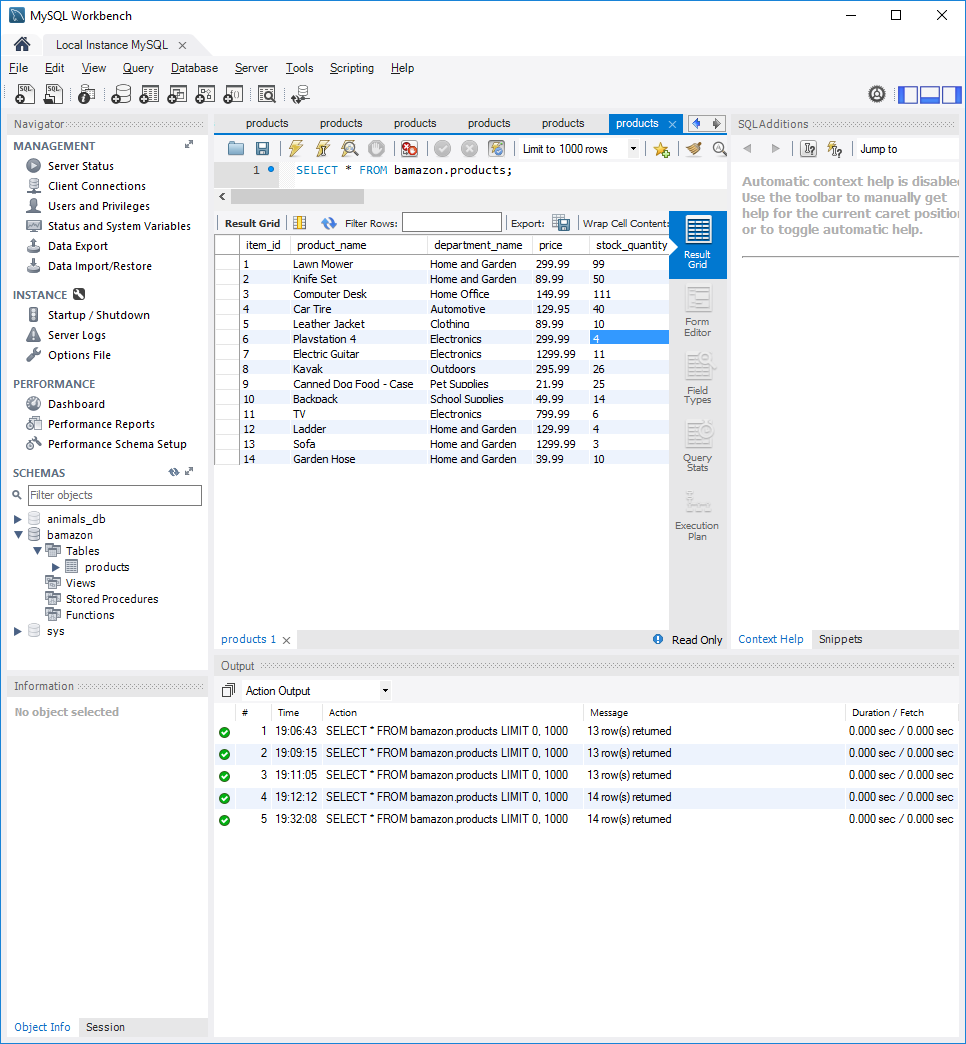 MySQL Workbench
Local Instance MySQL
File Edit View Query Database Server Tools Scripting Help
Navigator
MANAGEMENT
Server Status
Client Connections
Users and Privileges
Status and System Variables
Data Export
Data Import/Restore
INSTANCE
Startup / Shutdown
Server Logs
Options File
PERFORMANCE
Dashboard
Performance Reports
Performance Schema Setup
SCHEMAS
Filter objects
animals_db
bamazon
Tables
products
Views
Stored Procedures
Functions
sys
Information
No object selected
Object Info Session
products products products products products products
Limit to 1000 rows
1 SELECT * FROM bamazon.products;
Result Grid Filter Rows: Export: Wrap Cell Content:
item_id product_name department_name price stock_quantity
1 Lawn Mower Home and Garden 299.99 99
2 Knife Set Home and Garden 89.99 50
3 Computer Desk Home Office 149.99 111
4 Car Tire Automotive 129.95 40
5 Leather Jacket Clothing 89.99 10
6 Playstation 4 Electronics 299.99 4
7 Electric Guitar Electronics 1299.99 11
8 Kayak Outdoors 295.99 26
9 Canned Dog Food - Case Pet Supplies 21.99 25
10 Backpack School Supplies 49.99 14
11 TV Electronics 799.99 6
12 Ladder Home and Garden 129.99 4
13 Sofa Home and Garden 1299.99 3
14 Garden Hose Home and Garden 39.99 10
Result
Grid
Form
Editor
Field
Types
Query
Stats
Execution
Plan
products 1 Read Only
SQLAdditions
Jump to
Automatic context help is disabled
Use the toolbar to manually get
help for the current caret position
or to toggle automatic help.
Context Help Snippets
Output
Action Output
# Time Action Message Duration / Fetch
1 19:06:43 SELECT * FROM bamazon.products LIMIT 0, 1000 13 row(s) returned 0.000 sec / 0.000 sec
2 19:09:15 SELECT * FROM bamazon.products LIMIT 0, 1000 13 row(s) returned 0.000 sec / 0.000 sec
3 19:11:05 SELECT * FROM bamazon.products LIMIT 0, 1000 13 row(s) returned 0.000 sec / 0.000 sec
4 19:12:12 SELECT * FROM bamazon.products LIMIT 0, 1000 14 row(s) returned 0.000 sec / 0.000 sec
5 19:32:08 SELECT * FROM bamazon.products LIMIT 0, 1000 14 row(s) returned 0.000 sec / 0.000 sec